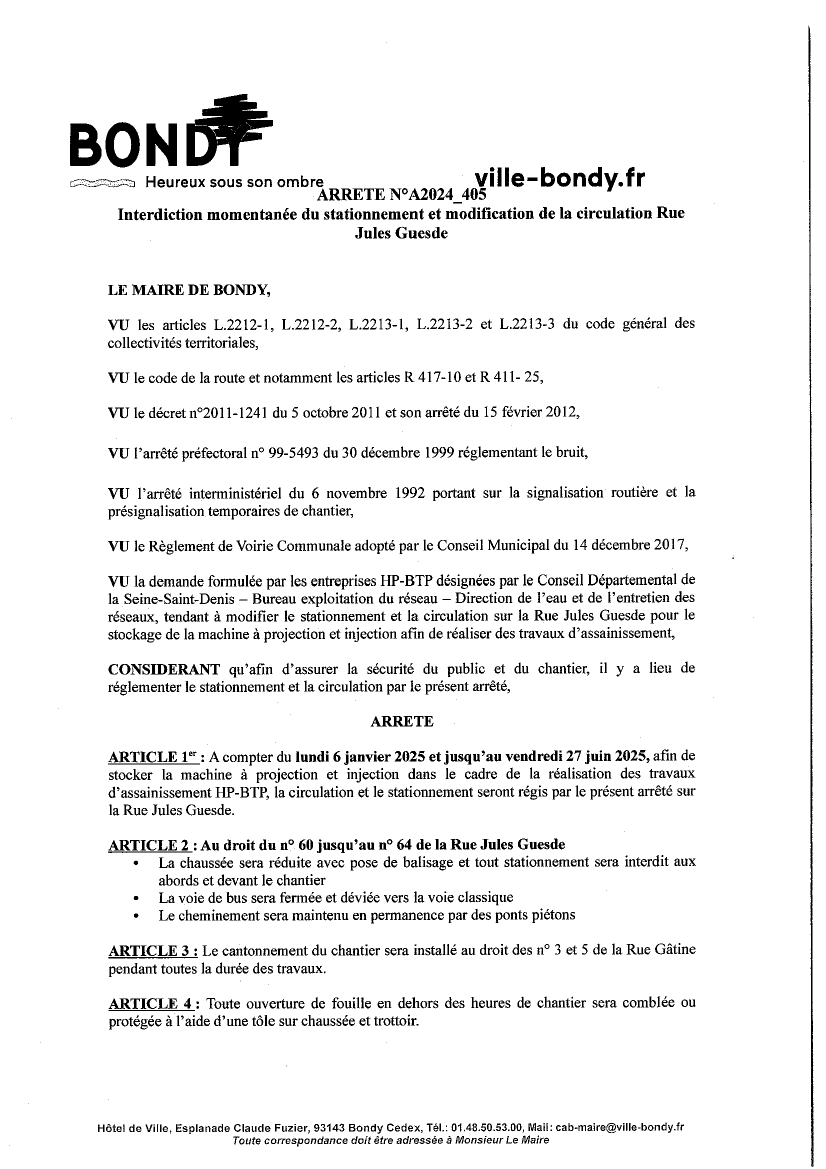 BONDY
Heureux sous son ombre
ville-bondy.fr
ARRETE N°A2024_405
Interdiction momentanée du stationnement et modification de la circulation Rue
Jules Guesde
LE MAIRE DE BONDY,
VU les articles L.2212-1, L.2212-2, L.2213-1, L.2213-2 et L.2213-3 du code général des
collectivités territoriales,
VU le code de la route et notamment les articles R 417-10 et R 411- 25,
VU le décret n°2011-1241 du 5 octobre 2011 et son arrêté du 15 février 2012,
VU l'arrêté préfectoral n° 99-5493 du 30 décembre 1999 réglementant le bruit,
VU l'arrêté interministériel du 6 novembre 1992 portant sur la signalisation routière et la
présignalisation temporaires de chantier,
VU le Règlement de Voirie Communale adopté par le Conseil Municipal du 14 décembre 2017,
VU la demande formulée par les entreprises HP-BTP désignées par le Conseil Départemental de
la Seine-Saint-Denis – Bureau exploitation du réseau – Direction de l'eau et de l'entretien des
réseaux, tendant à modifier le stationnement et la circulation sur la Rue Jules Guesde pour le
stockage de la machine à projection et injection afin de réaliser des travaux d'assainissement,
CONSIDERANT qu'afin d'assurer la sécurité du public et du chantier, il y a lieu de
réglementer le stationnement et la circulation par le présent arrêté,
ARRETE
ARTICLE 1er : A compter du lundi 6 janvier 2025 et jusqu'au vendredi 27 juin 2025, afin de
stocker la machine à projection et injection dans le cadre de la réalisation des travaux
d'assainissement HP-BTP, la circulation et le stationnement seront régis par le présent arrêté sur
la Rue Jules Guesde.
ARTICLE 2 : Au droit du n° 60 jusqu'au n° 64 de la Rue Jules Guesde
• La chaussée sera réduite avec pose de balisage et tout stationnement sera interdit aux
abords et devant le chantier
• La voie de bus sera fermée et déviée vers la voie classique
• Le cheminement sera maintenu en permanence par des ponts piétons
ARTICLE 3 : Le cantonnement du chantier sera installé au droit des n° 3 et 5 de la Rue Gâtine
pendant toutes la durée des travaux.
ARTICLE 4 : Toute ouverture de fouille en dehors des heures de chantier sera comblée ou
protégée à l'aide d'une tôle sur chaussée et trottoir.
Hôtel de Ville, Esplanade Claude Fuzier, 93143 Bondy Cedex, Tél.: 01.48.50.53.00, Mail: cab-maire@ville-bondy.fr
Toute correspondance doit être adressée à Monsieur Le Maire